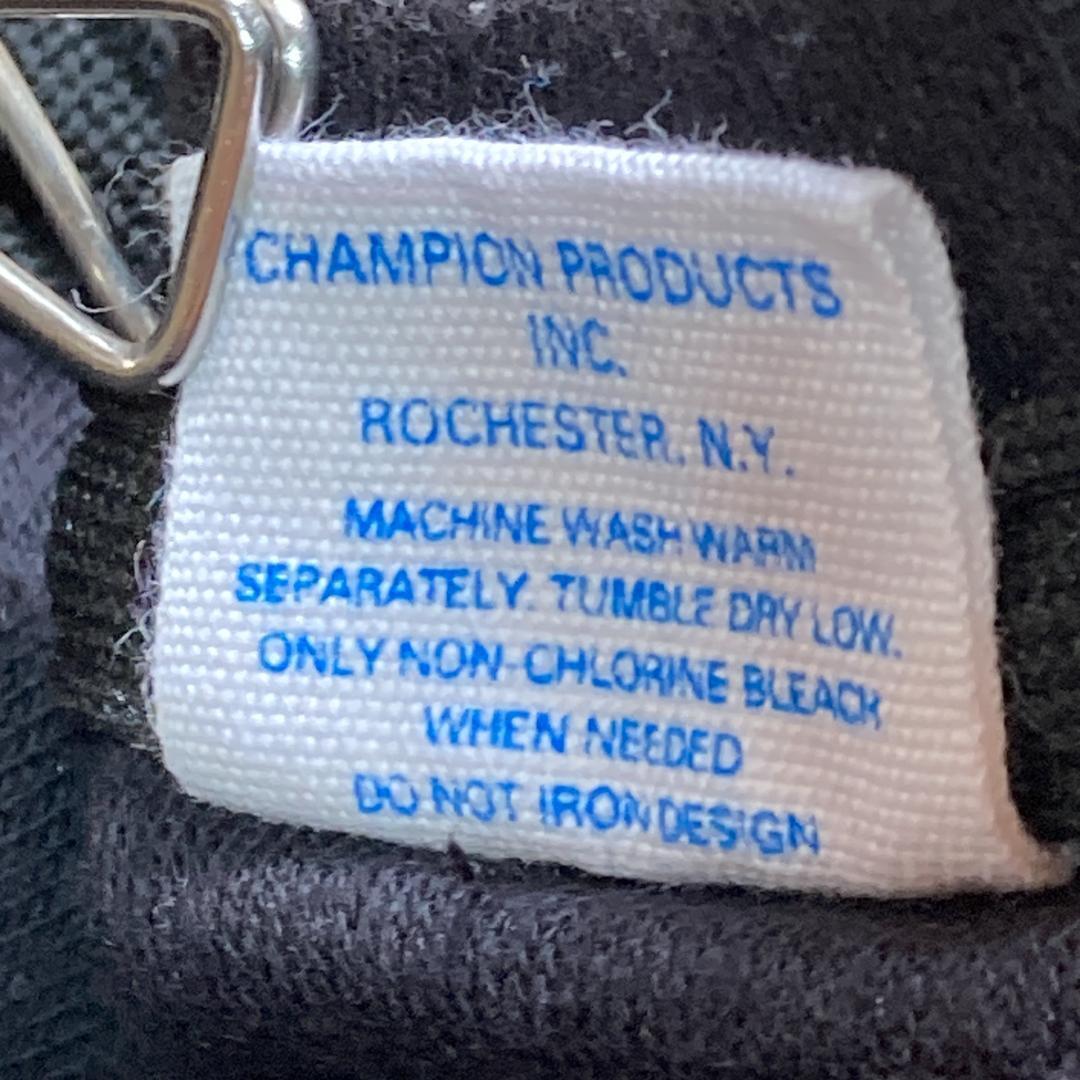 CHAMPION PRODUCTS
INC.
ROCHESTER, N.Y.
MACHINE WASH WARM
SEPARATELY. TUMBLE DRY LOW.
ONLY NON-CHLORINE BLEACH
WHEN NEEDED
DO NOT IRON DESIGN